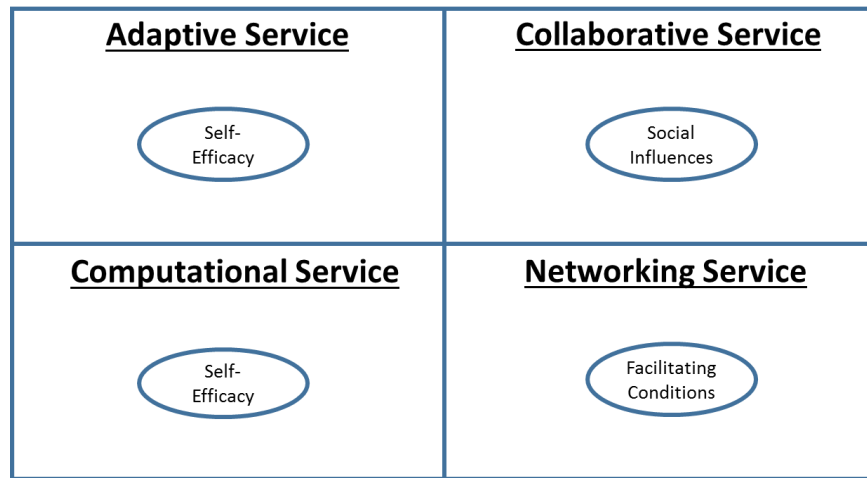 Adaptive Service
Self-
Efficacy
Collaborative Service
Social
Influences
Computational Service
Self-
Efficacy
Networking Service
Facilitating
Conditions